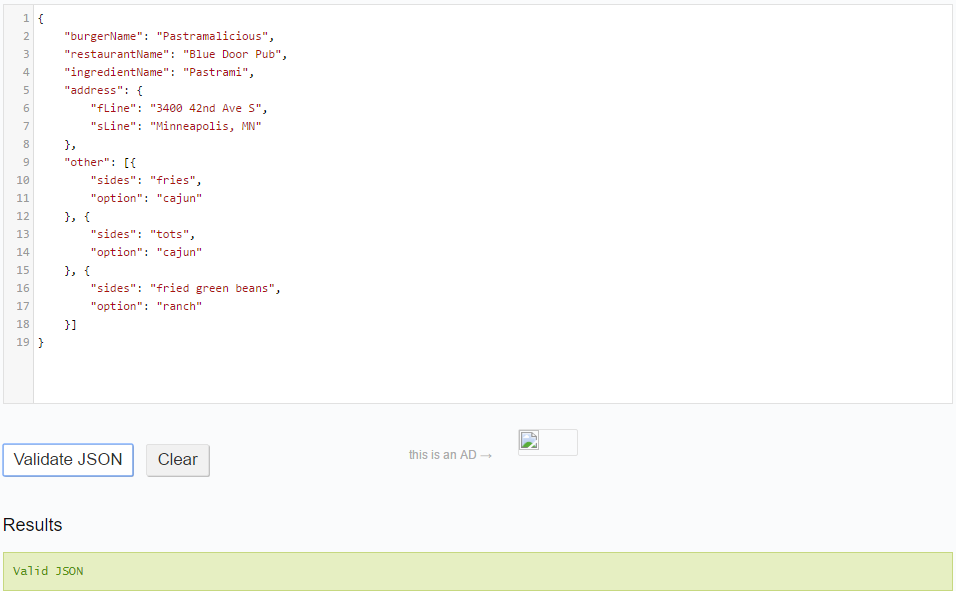 1 {
2     "burgerName": "Pastramalicious",
3     "restaurantName": "Blue Door Pub",
4     "ingredientName": "Pastrami",
5     "address": {
6         "fLine": "3400 42nd Ave S",
7         "sLine": "Minneapolis, MN"
8     },
9     "other": [{
10         "sides": "fries",
11         "option": "cajun"
12     }, {
13         "sides": "tots",
14         "option": "cajun"
15     }, {
16         "sides": "fried green beans",
17         "option": "ranch"
18     }]
19 }
this is an AD →
Validate JSON Clear
Results
Valid JSON